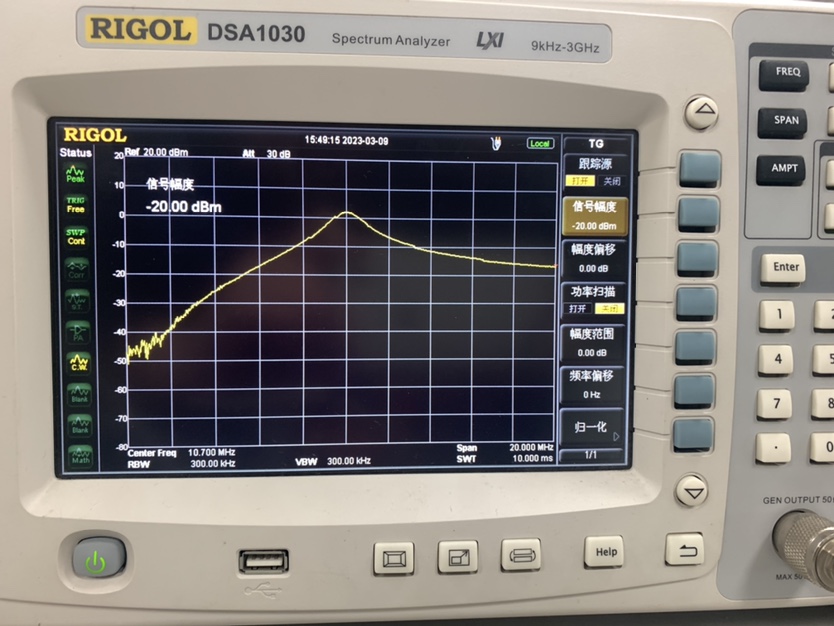 RIGOL DSA1030 Spectrum Analyzer LXI 9kHz-3GHz
FREQ
SPAN
AMPT
Enter
1
4
7
.
0
GEN OUTPUT 50
RIGOL 15:49:15 2023-03-09 Local TG
Status
Ref 20.00 dBm Att 30 dB
20
10
0
-10
-20
-30
-40
-50
-60
-70
-80
信号幅度
-20.00 dBm
Peak
TRIG
Free
SWP
Cont
Corr
PA
C.W.
Blank
Blank
Math
跟踪源
打开 关闭
信号幅度
-20.00 dBm
幅度偏移
0.00 dB
功率扫描
打开 关闭
幅度范围
0.00 dB
频率偏移
0 Hz
归一化
1/1
Center Freq 10.700 MHz Span 20.000 MHz
RBW 300.00 kHz VBW 300.00 kHz SWT 10.000 ms
Help